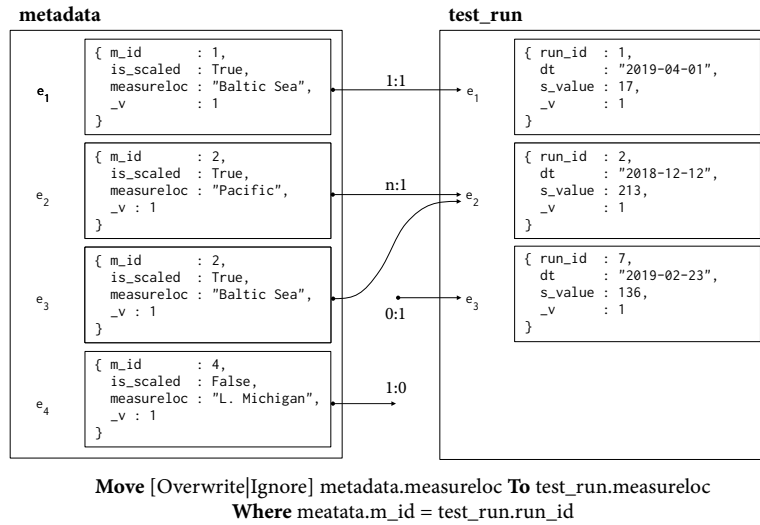 metadata
test_run
e1
{ m_id : 1,
is_scaled : True,
measureloc : "Baltic Sea",
_v : 1
}
1:1
e1
{ run_id : 1,
dt : "2019-04-01",
s_value : 17,
_v : 1
}
e2
{ m_id : 2,
is_scaled : True,
measureloc : "Pacific",
_v : 1
}
n:1
e2
{ run_id : 2,
dt : "2018-12-12",
s_value : 213,
_v : 1
}
e3
{ m_id : 2,
is_scaled : True,
measureloc : "Baltic Sea",
_v : 1
}
0:1
e3
{ run_id : 7,
dt : "2019-02-23",
s_value : 136,
_v : 1
}
e4
{ m_id : 4,
is_scaled : False,
measureloc : "L. Michigan",
_v : 1
}
1:0
Move [Overwrite|Ignore] metadata.measureloc To test_run.measureloc
Where meatata.m_id = test_run.run_id